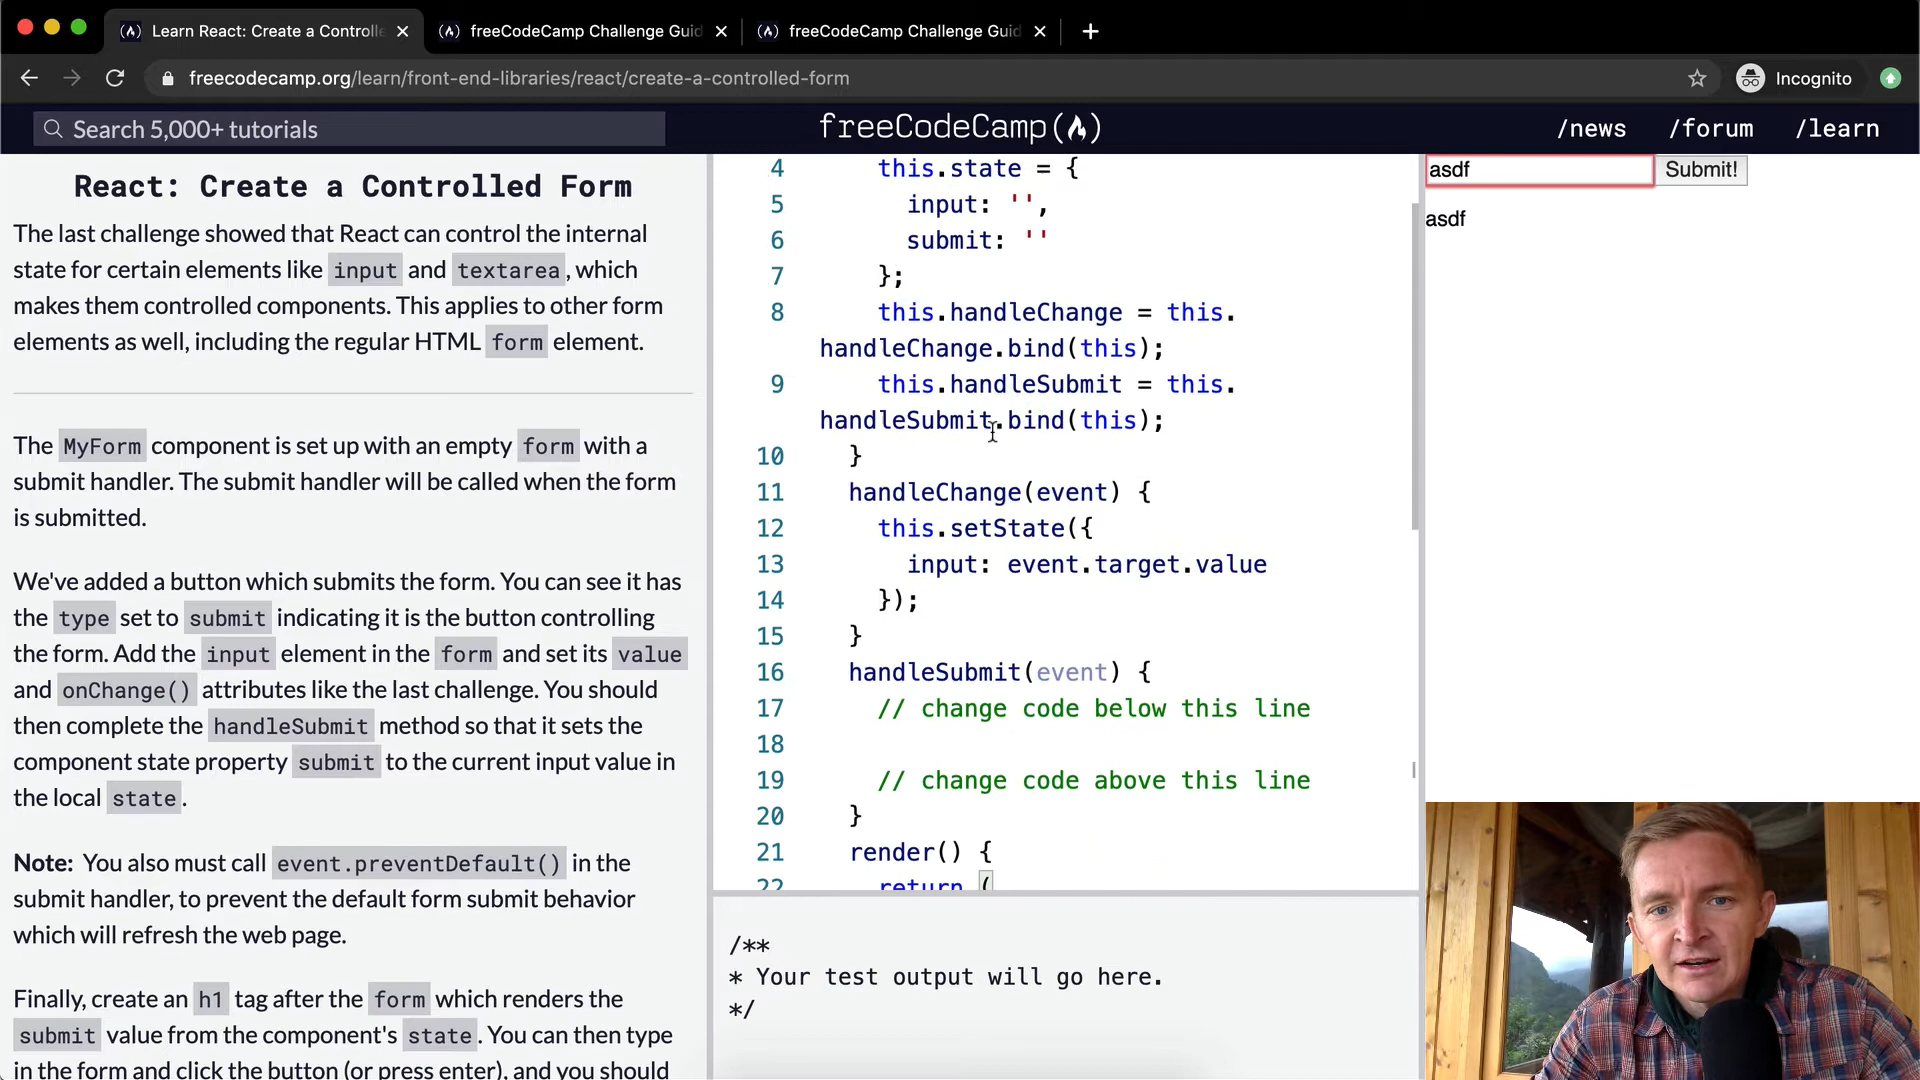 Learn React: Create a Controlle
freeCodeCamp Challenge Guid
freeCodeCamp Challenge Guid
freecodecamp.org/learn/front-end-libraries/react/create-a-controlled-form
Incognito
Search 5,000+ tutorials
freeCodeCamp
/news
/forum
/learn
React: Create a Controlled Form
The last challenge showed that React can control the internal
state for certain elements like input and textarea, which
makes them controlled components. This applies to other form
elements as well, including the regular HTML form element.
The MyForm component is set up with an empty form with a
submit handler. The submit handler will be called when the form
is submitted.
We've added a button which submits the form. You can see it has
the type set to submit indicating it is the button controlling
the form. Add the input element in the form and set its value
and onChange() attributes like the last challenge. You should
then complete the handleSubmit method so that it sets the
component state property submit to the current input value in
the local state.
Note: You also must call event.preventDefault() in the
submit handler, to prevent the default form submit behavior
which will refresh the web page.
Finally, create an h1 tag after the form which renders the
submit value from the component's state. You can then type
in the form and click the button (or press enter), and you should
4 this.state = {
5 input: '',
6 submit: ''
7 };
8 this.handleChange = this.
handleChange.bind(this);
9 this.handleSubmit = this.
handleSubmit.bind(this);
10 }
11 handleChange(event) {
12 this.setState({
13 input: event.target.value
14 });
15 }
16 handleSubmit(event) {
17 // change code below this line
18
19 // change code above this line
20 }
21 render() {
22 return (
/**
* Your test output will go here.
*/
asdf
Submit!
asdf